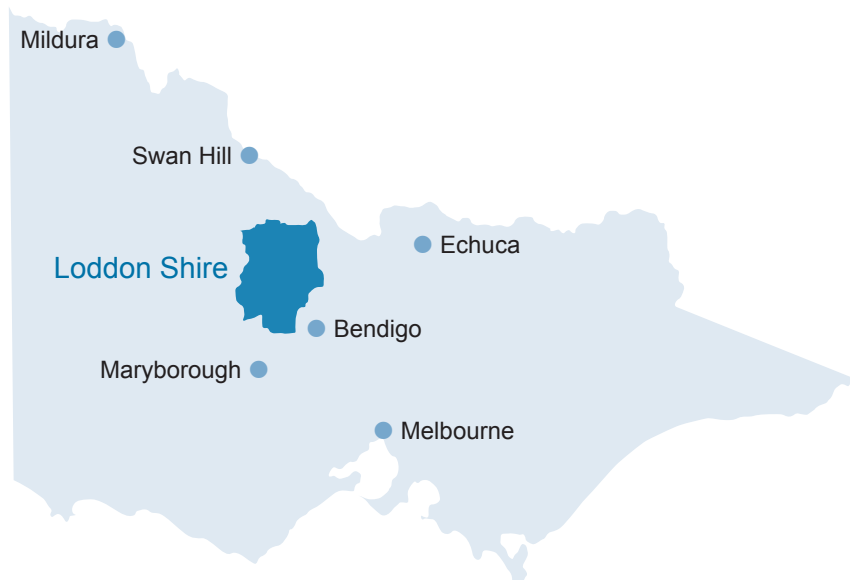 Mildura
Swan Hill
Echuca
Loddon Shire
Bendigo
Maryborough
Melbourne